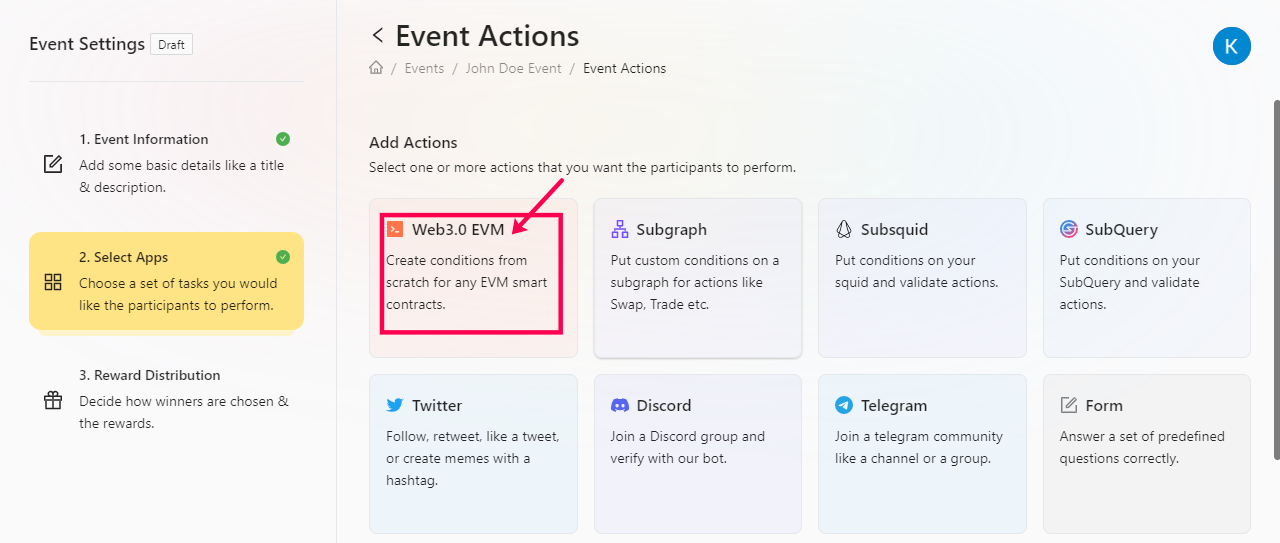 Event Settings Draft
1. Event Information
Add some basic details like a title
& description.
2. Select Apps
Choose a set of tasks you would
like the participants to perform.
3. Reward Distribution
Decide how winners are chosen &
the rewards.
Event Actions
K
/ Events / John Doe Event / Event Actions
Add Actions
Select one or more actions that you want the participants to perform.
Web3.0 EVM
Create conditions from
scratch for any EVM smart
contracts.
Subgraph
Put custom conditions on a
subgraph for actions like
Swap, Trade etc.
Subsquid
Put conditions on your
squid and validate actions.
SubQuery
Put conditions on your
SubQuery and validate
actions.
Twitter
Follow, retweet, like a tweet,
or create memes with a
hashtag.
Discord
Join a Discord group and
verify with our bot.
Telegram
Join a telegram community
like a channel or a group.
Form
Answer a set of predefined
questions correctly.